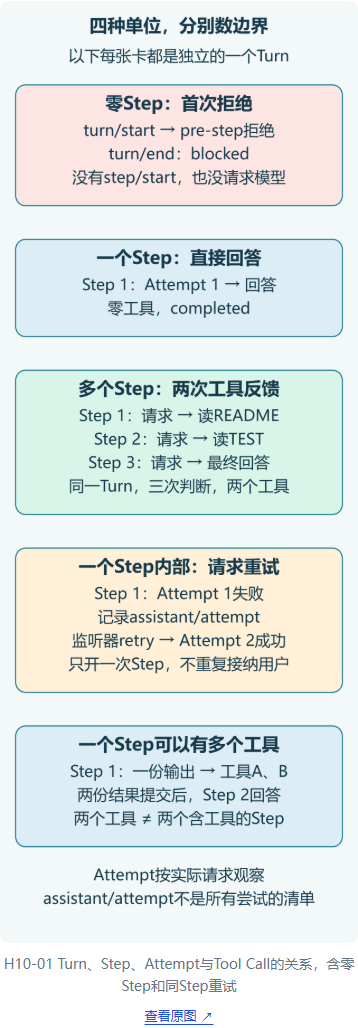 四种单位，分别数边界
以下每张卡都是独立的一个Turn
零Step：首次拒绝
turn/start → pre-step拒绝
turn/end：blocked
没有step/start，也没请求模型
一个Step：直接回答
Step 1：Attempt 1 → 回答
零工具，completed
多个Step：两次工具反馈
Step 1：请求 → 读README
Step 2：请求 → 读TEST
Step 3：请求 → 最终回答
同一Turn，三次判断，两个工具
一个Step内部：请求重试
Step 1：Attempt 1失败
记录assistant/attempt
监听器retry → Attempt 2成功
只开一次Step，不重复接纳用户
一个Step可以有多个工具
Step 1：一份输出 → 工具A、B
两份结果提交后，Step 2回答
两个工具 ≠ 两个含工具的Step
Attempt按实际请求观察
assistant/attempt不是所有尝试的清单
H10-01 Turn、Step、Attempt与Tool Call的关系，含零
Step和同Step重试
查看原图 ↗